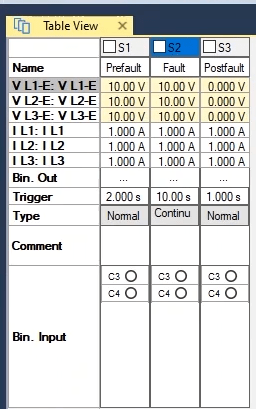 Table View
S1 S2 S3
Name Prefault Fault Postfault
V L1-E: V L1-E 10.00 V 10.00 V 0.000 V
V L2-E: V L2-E 10.00 V 10.00 V 0.000 V
V L3-E: V L3-E 10.00 V 10.00 V 0.000 V
I L1: I L1 1.000 A 1.000 A 1.000 A
I L2: I L2 1.000 A 1.000 A 1.000 A
I L3: I L3 1.000 A 1.000 A 1.000 A
Bin. Out ... ... ...
Trigger 2.000 s 10.00 s 1.000 s
Type Normal Continu Normal
Comment
C3 C3 C3
C4 C4 C4
Bin. Input